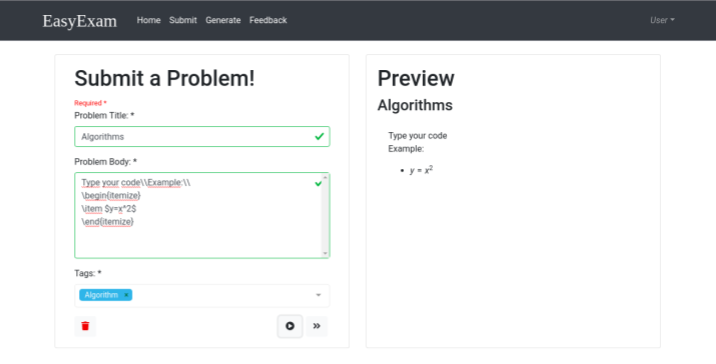 EasyExam Home Submit Generate Feedback User
Submit a Problem!
Required *
Problem Title: *
Algorithms
Problem Body: *
Type your code\\Example:\\
\begin{itemize}
\item $y=x^2$
\end{itemize}
Tags: *
Algorithm ×
Preview
Algorithms
Type your code
Example:
• y = x²